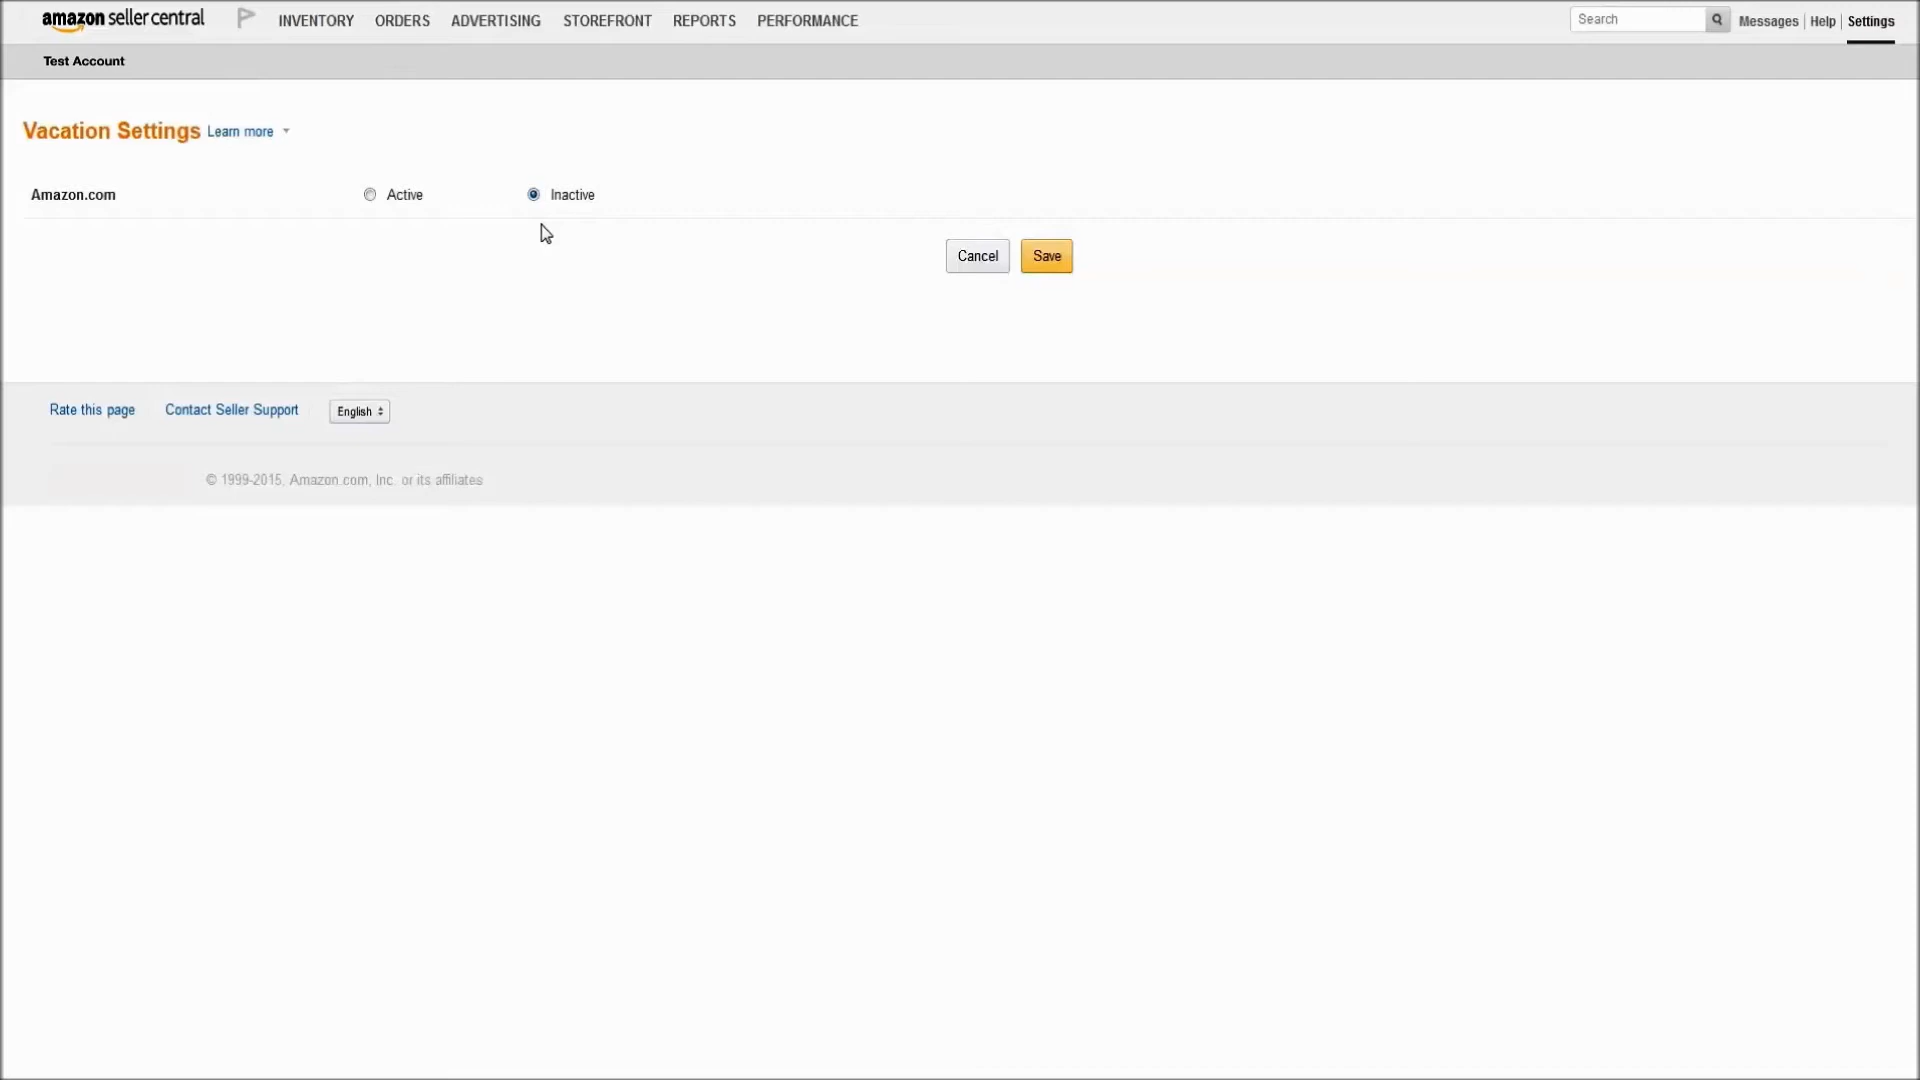 amazon seller central INVENTORY ORDERS ADVERTISING STOREFRONT REPORTS PERFORMANCE Search Messages | Help | Settings
Test Account
Vacation Settings Learn more
Amazon.com Active Inactive
Cancel Save
Rate this page Contact Seller Support English
© 1999-2015, Amazon.com, Inc. or its affiliates